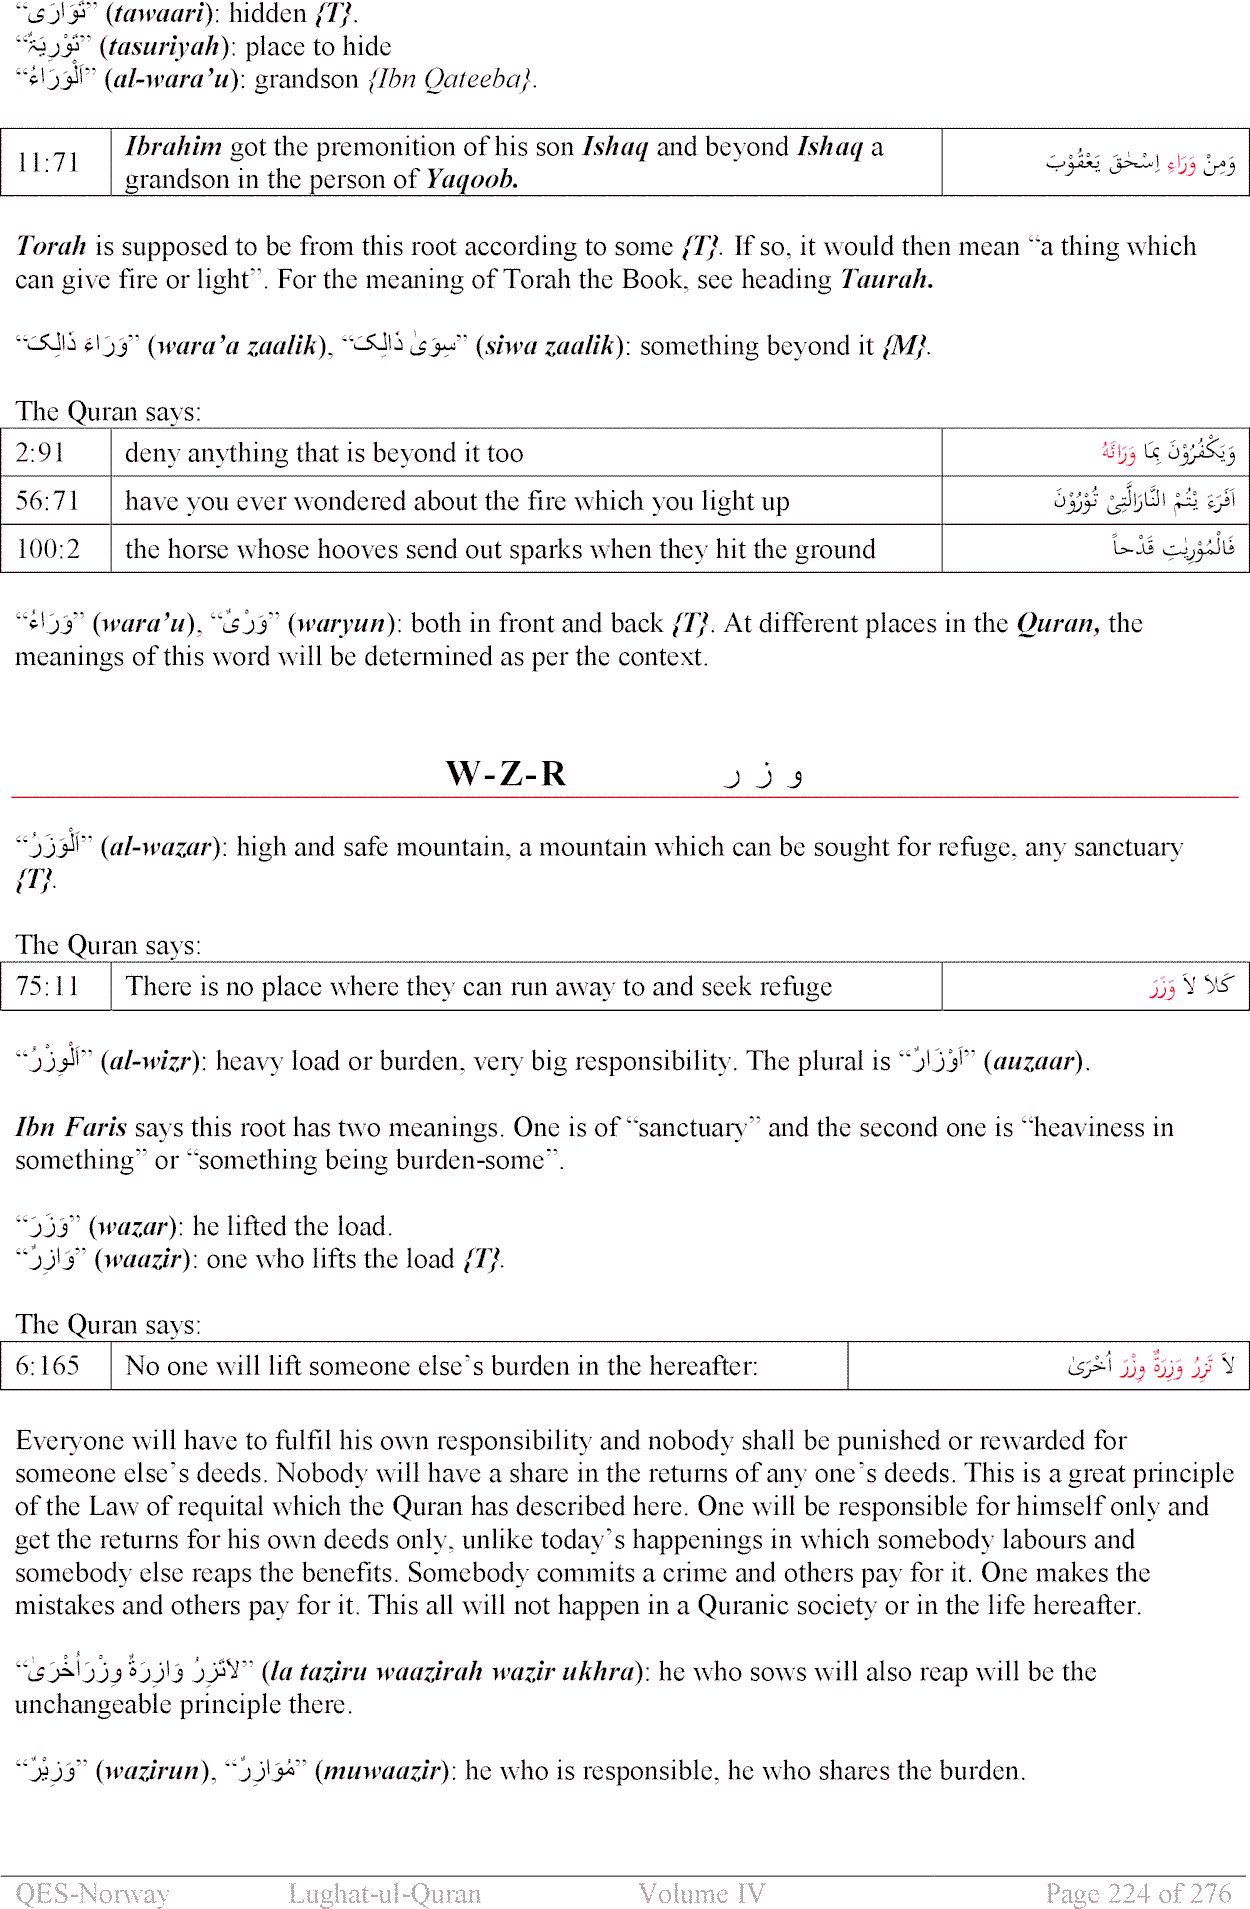 “تَوَارَی” (tawaari): hidden {T}.
“تَوْرِیَۃٌ” (tasuriyah): place to hide
“اَلْوَرَاءُ” (al-wara’u): grandson {Ibn Qateeba}.
11:71 Ibrahim got the premonition of his son Ishaq and beyond Ishaq a وَمِنْ وَرَاءِ اِسْحٰقَ یَعْقُوْبَ
grandson in the person of Yaqoob.
Torah is supposed to be from this root according to some {T}. If so, it would then mean “a thing which
can give fire or light”. For the meaning of Torah the Book, see heading Taurah.
“وَرَاءَ ذَالِکَ” (wara’a zaalik), “سِوَیٰ ذَالِکَ” (siwa zaalik): something beyond it {M}.
The Quran says:
2:91 deny anything that is beyond it too وَیَکْفُرُوْنَ بِمَا وَرَائَهُ
56:71 have you ever wondered about the fire which you light up اَفَرَءَ یْتُمْ النَّارَالَّتِیْ تُوْرُوْنَ
100:2 the horse whose hooves send out sparks when they hit the ground فَالْمُوْرِیٰتِ قَدْحاً
“وَرَاءُ” (wara’u), “وَرْیٌ” (waryun): both in front and back {T}. At different places in the Quran, the
meanings of this word will be determined as per the context.
W-Z-R و ز ر
“اَلْوَزَرُ” (al-wazar): high and safe mountain, a mountain which can be sought for refuge, any sanctuary
{T}.
The Quran says:
75:11 There is no place where they can run away to and seek refuge کَلاَ لاَ وَزَرَ
“اَلْوِزْرُ” (al-wizr): heavy load or burden, very big responsibility. The plural is “اَوْزَارٌ” (auzaar).
Ibn Faris says this root has two meanings. One is of “sanctuary” and the second one is “heaviness in
something” or “something being burden-some”.
“وَزَرَ” (wazar): he lifted the load.
“وَازِرٌ” (waazir): one who lifts the load {T}.
The Quran says:
6:165 No one will lift someone else’s burden in the hereafter: لاَ تَزِرُ وَزِرَةٌ وِزْرَ اُخْرَیٰ
Everyone will have to fulfil his own responsibility and nobody shall be punished or rewarded for
someone else’s deeds. Nobody will have a share in the returns of any one’s deeds. This is a great principle
of the Law of requital which the Quran has described here. One will be responsible for himself only and
get the returns for his own deeds only, unlike today’s happenings in which somebody labours and
somebody else reaps the benefits. Somebody commits a crime and others pay for it. One makes the
mistakes and others pay for it. This all will not happen in a Quranic society or in the life hereafter.
“لاَتَزِرُ وَازِرَةٌ وِزْرَاُخْرَیٰ” (la taziru waazirah wazir ukhra): he who sows will also reap will be the
unchangeable principle there.
“وَزِیْرٌ” (wazirun), “مُوَازِرٌ” (muwaazir): he who is responsible, he who shares the burden.
QES-Norway Lughat-ul-Quran Volume IV Page 224 of 276